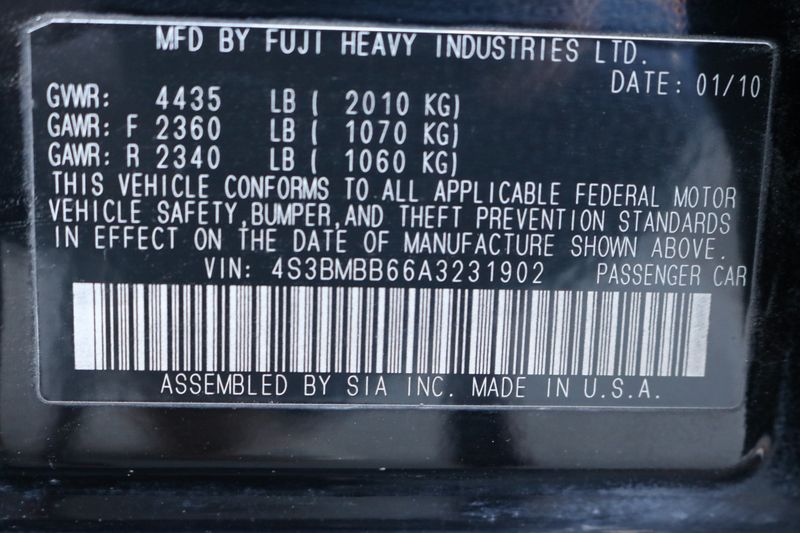 MFD BY FUJI HEAVY INDUSTRIES LTD.
DATE: 01/10
GVWR: 4435 LB ( 2010 KG)
GAWR: F 2360 LB ( 1070 KG)
GAWR: R 2340 LB ( 1060 KG)
THIS VEHICLE CONFORMS TO ALL APPLICABLE FEDERAL MOTOR
VEHICLE SAFETY,BUMPER,AND THEFT PREVENTION STANDARDS
IN EFFECT ON THE DATE OF MANUFACTURE SHOWN ABOVE.
VIN: 4S3BMBB66A3231902 PASSENGER CAR
ASSEMBLED BY SIA INC. MADE IN U.S.A.